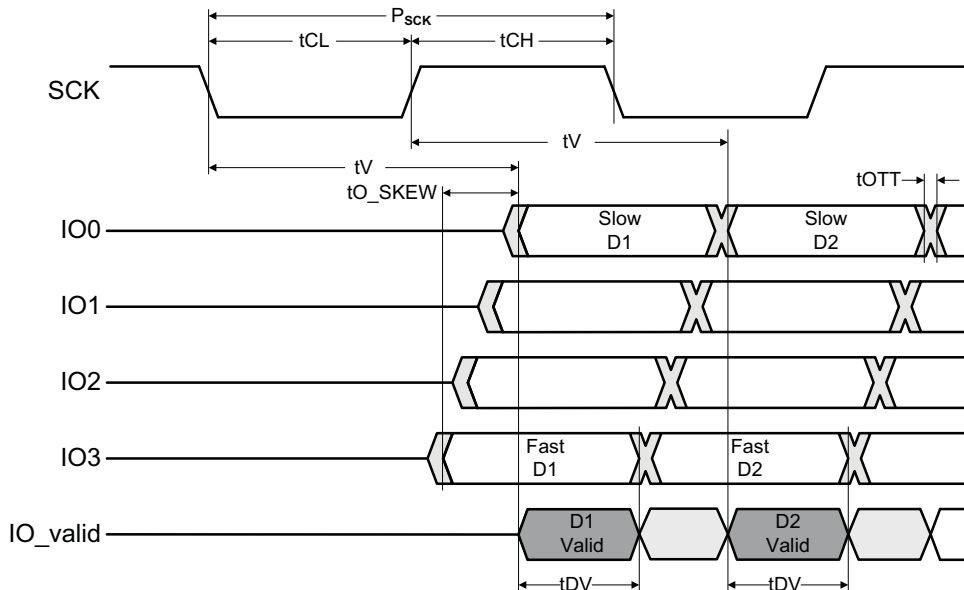 PSCK
tCL
tCH
SCK
tV
tV
tO_SKEW
tOTT
IO0
Slow
D1
Slow
D2
IO1
IO2
IO3
Fast
D1
Fast
D2
IO_valid
D1
Valid
D2
Valid
tDV
tDV